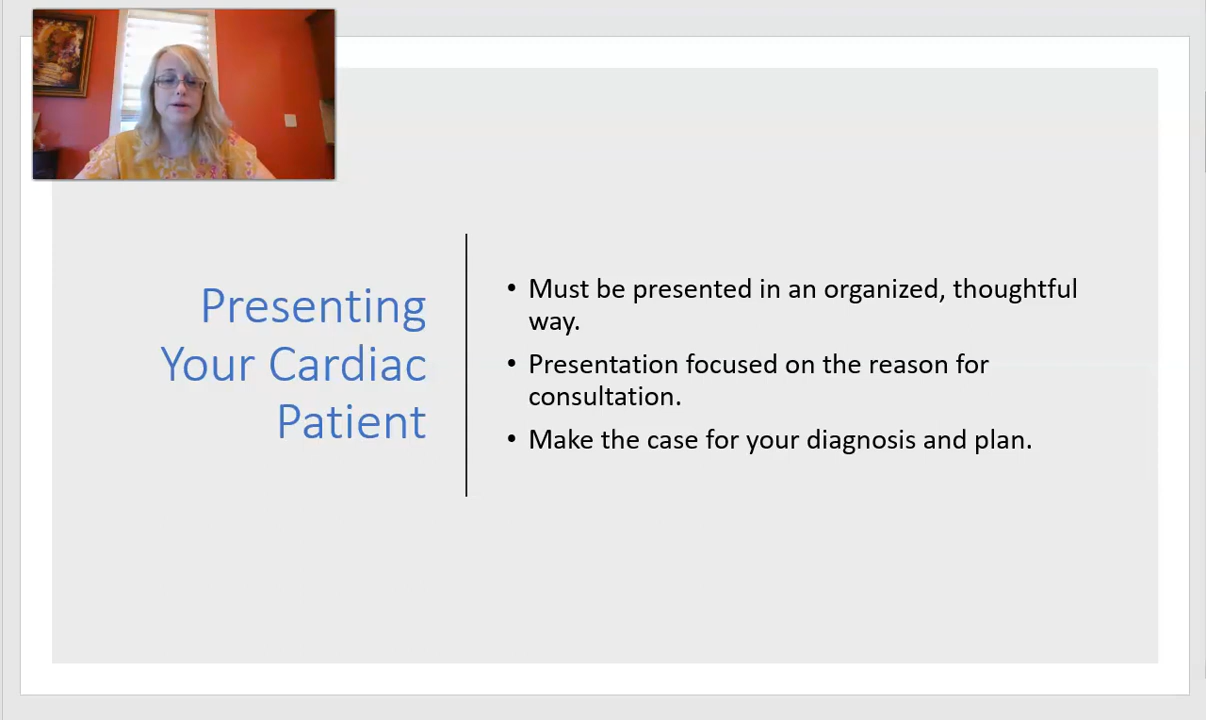 Presenting
Your Cardiac
Patient
• Must be presented in an organized, thoughtful
way.
• Presentation focused on the reason for
consultation.
• Make the case for your diagnosis and plan.